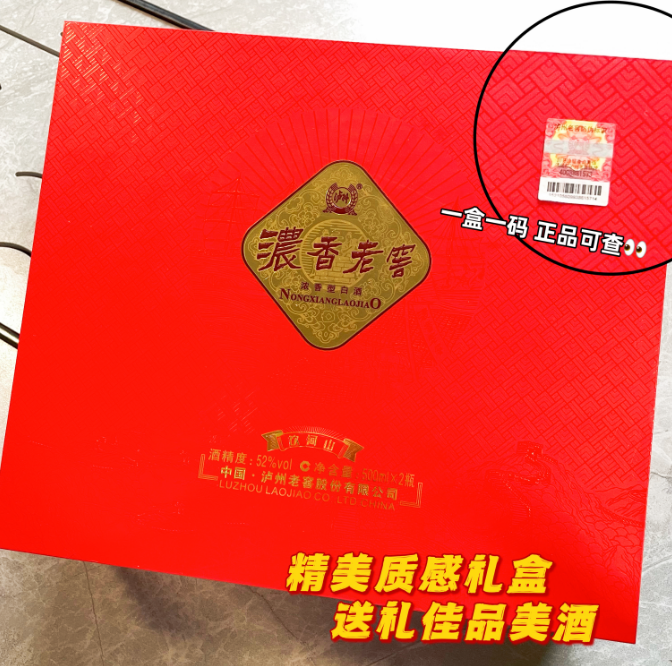 泸州
濃香老窖
浓香型白酒
NONGXIANGLAOJIAO
酒精度:52%vol 净含量:500ml×2瓶
中国·泸州老窖股份有限公司
LUZHOU LAOJIAO CO. LTD CHINA
一盒一码 正品可查👀
精美质感礼盒
送礼佳品美酒